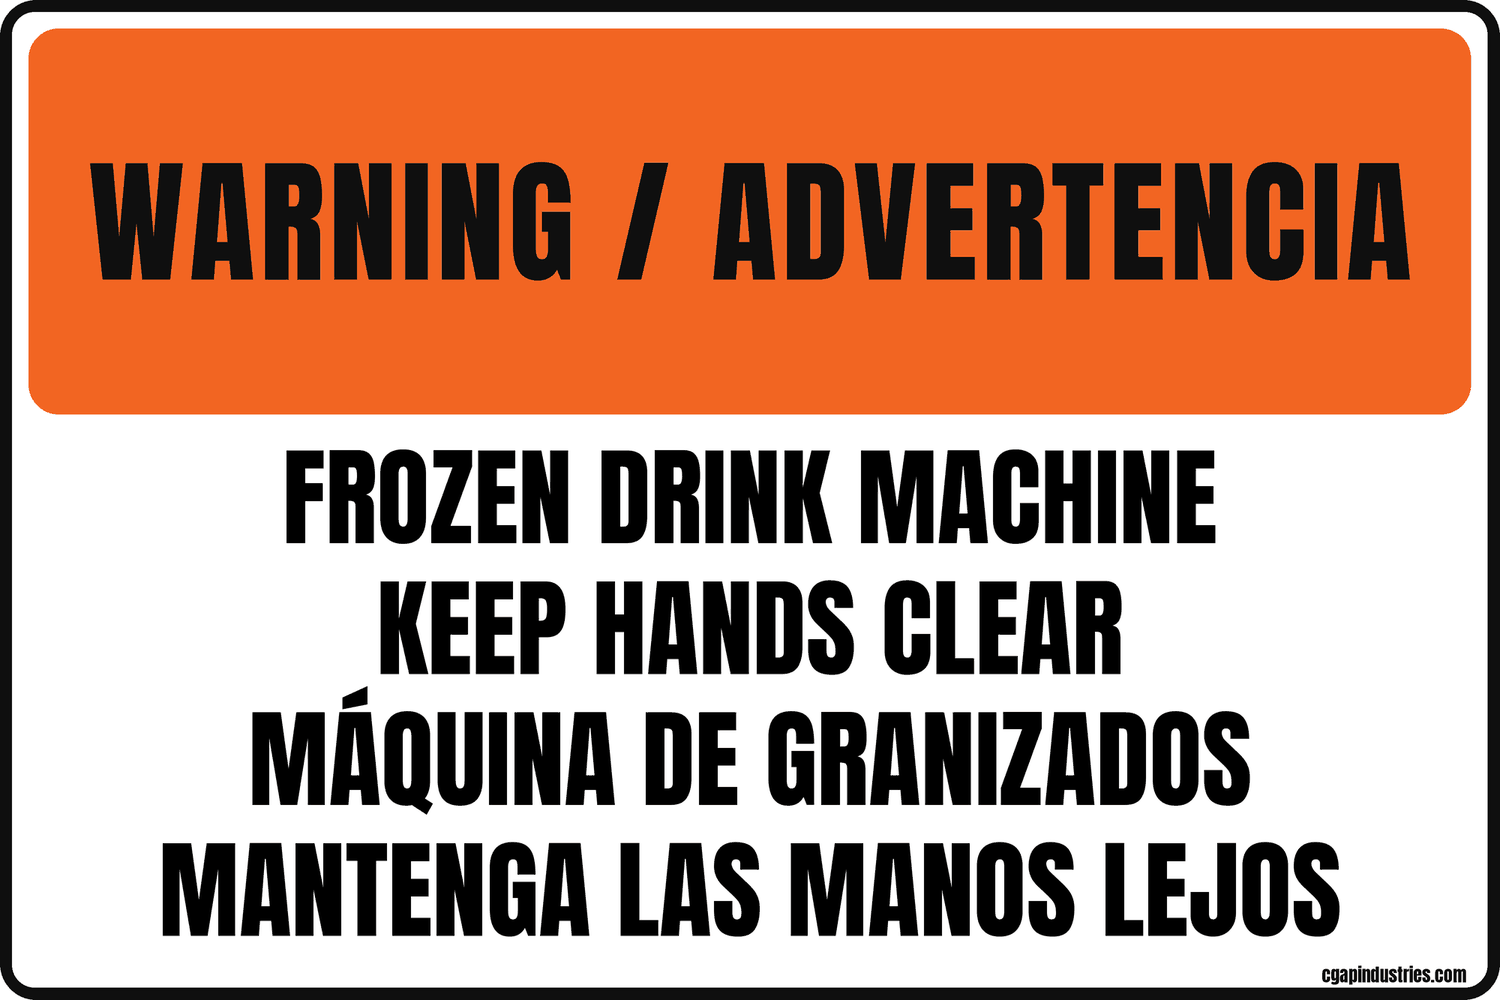 WARNING / ADVERTENCIA
FROZEN DRINK MACHINE
KEEP HANDS CLEAR
MÁQUINA DE GRANIZADOS
MANTENGA LAS MANOS LEJOS
cgapindustries.com